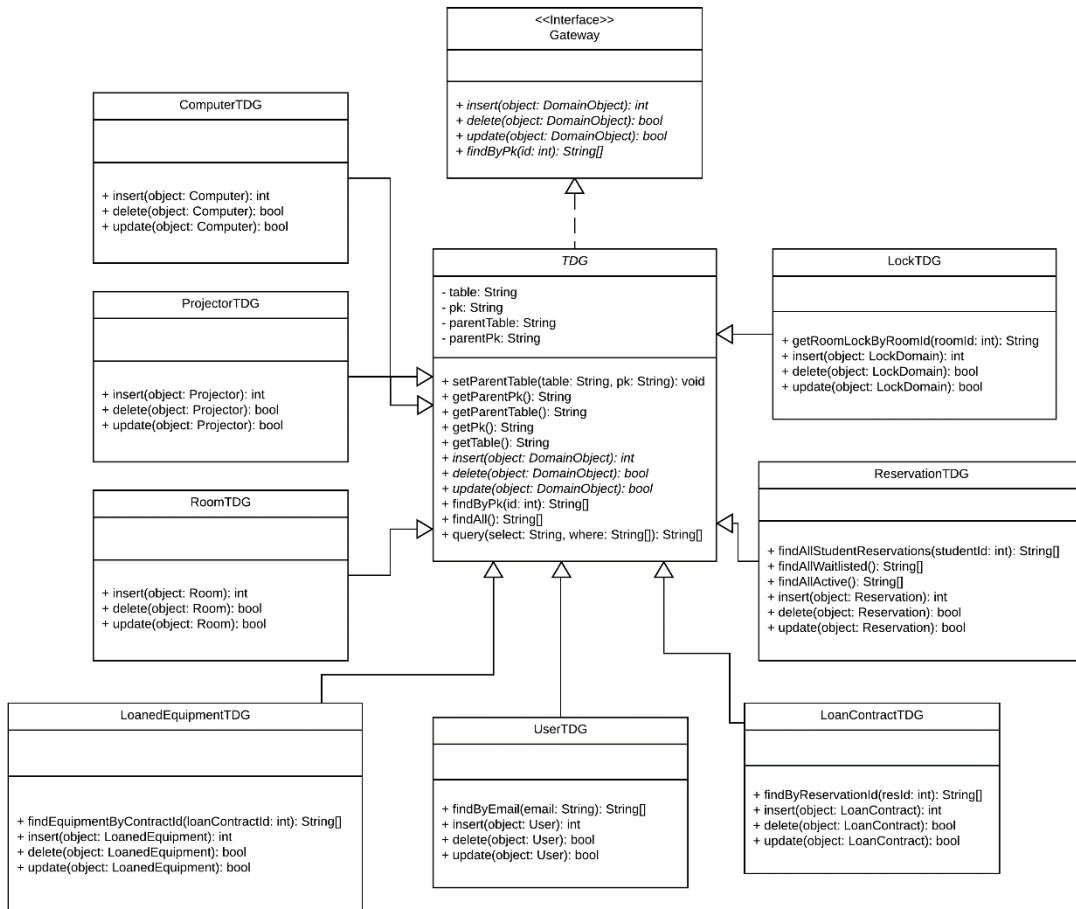 <<Interface>>
Gateway
+ insert(object: DomainObject): int
+ delete(object: DomainObject): bool
+ update(object: DomainObject): bool
+ findByPk(id: int): String[]
ComputerTDG
+ insert(object: Computer): int
+ delete(object: Computer): bool
+ update(object: Computer): bool
ProjectorTDG
+ insert(object: Projector): int
+ delete(object: Projector): bool
+ update(object: Projector): bool
RoomTDG
+ insert(object: Room): int
+ delete(object: Room): bool
+ update(object: Room): bool
TDG
- table: String
- pk: String
- parentTable: String
- parentPk: String
+ setParentTable(table: String, pk: String): void
+ getParentPk(): String
+ getParentTable(): String
+ getPk(): String
+ getTable(): String
+ insert(object: DomainObject): int
+ delete(object: DomainObject): bool
+ update(object: DomainObject): bool
+ findByPk(id: int): String[]
+ findAll(): String[]
+ query(select: String, where: String[]): String[]
LockTDG
+ getRoomLockByRoomId(roomId: int): String
+ insert(object: LockDomain): int
+ delete(object: LockDomain): bool
+ update(object: LockDomain): bool
ReservationTDG
+ findAllStudentReservations(studentId: int): String[]
+ findAllWaitlisted(): String[]
+ findAllActive(): String[]
+ insert(object: Reservation): int
+ delete(object: Reservation): bool
+ update(object: Reservation): bool
LoanedEquipmentTDG
+ findEquipmentByContractId(loanContractId: int): String[]
+ insert(object: LoanedEquipment): int
+ delete(object: LoanedEquipment): bool
+ update(object: LoanedEquipment): bool
UserTDG
+ findByEmail(email: String): String[]
+ insert(object: User): int
+ delete(object: User): bool
+ update(object: User): bool
LoanContractTDG
+ findByReservationId(resId: int): String[]
+ insert(object: LoanContract): int
+ delete(object: LoanContract): bool
+ update(object: LoanContract): bool